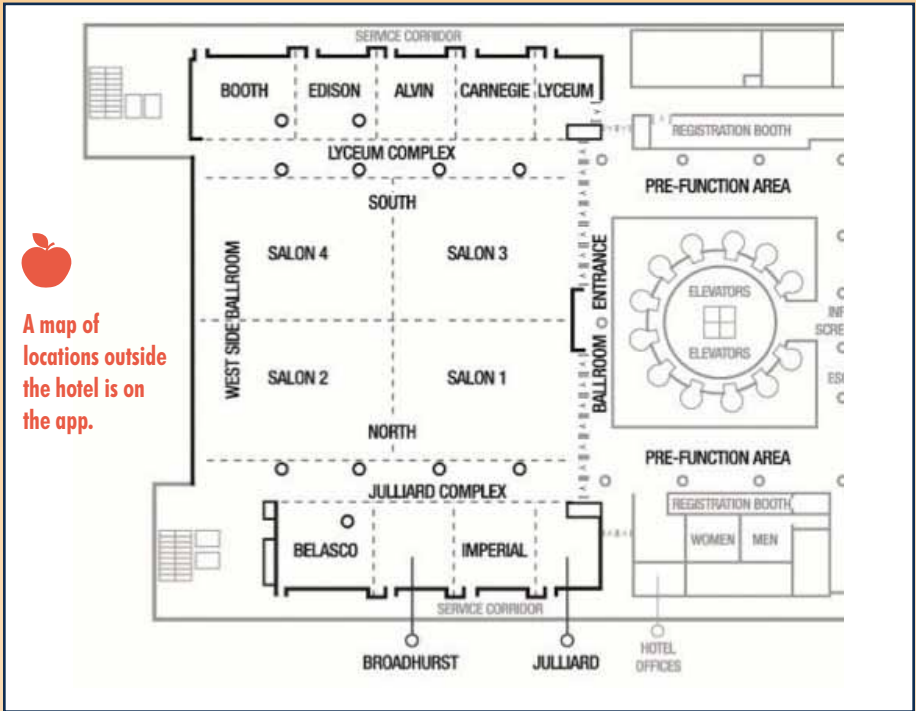 SERVICE CORRIDOR
BOOTH
EDISON
ALVIN
CARNEGIE
LYCEUM
REGISTRATION BOOTH
LYCEUM COMPLEX
PRE-FUNCTION AREA
SOUTH
SALON 4
SALON 3
WEST SIDE BALLROOM
BALLROOM ENTRANCE
ELEVATORS
ELEVATORS
A map of
locations outside
the hotel is on
the app.
SALON 2
SALON 1
NORTH
PRE-FUNCTION AREA
JULLIARD COMPLEX
REGISTRATION BOOTH
WOMEN
MEN
BELASCO
IMPERIAL
SERVICE CORRIDOR
BROADHURST
JULLIARD
HOTEL
OFFICES